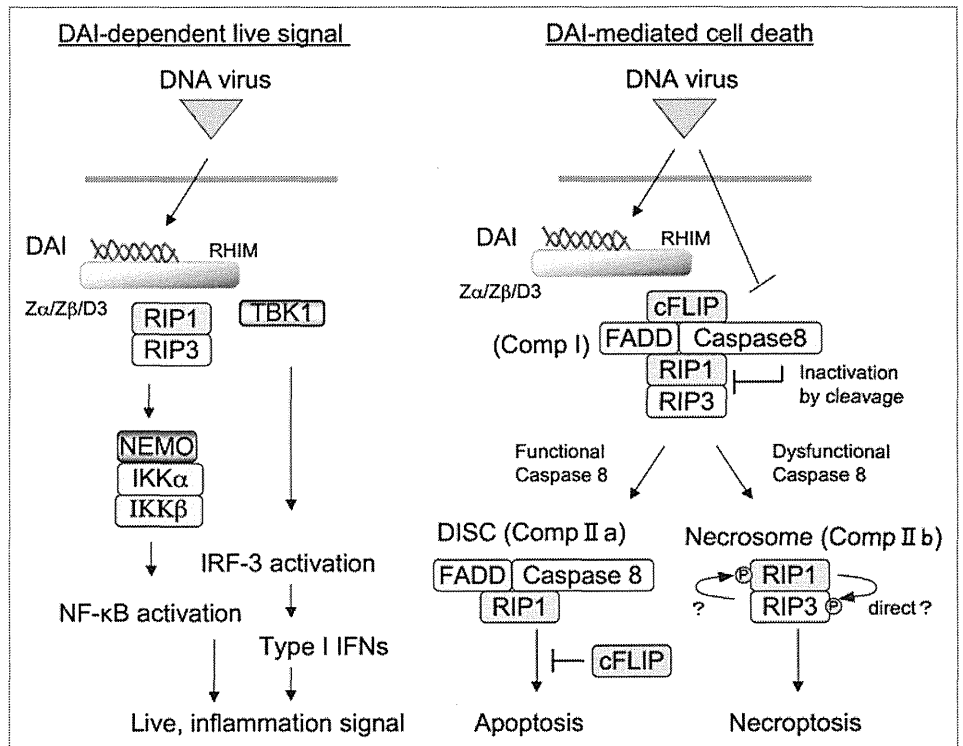 DAI-dependent live signal
DNA virus
DAI
RHIM
Zα/Zβ/D3
RIP1
RIP3
TBK1
NEMO
IKKα
IKKβ
IRF-3 activation
NF-κB activation
Type I IFNs
Live, inflammation signal
DAI-mediated cell death
DNA virus
DAI
RHIM
Zα/Zβ/D3
cFLIP
(Comp I)
FADD
Caspase8
RIP1
RIP3
Inactivation
by cleavage
Functional
Caspase 8
Dysfunctional
Caspase 8
DISC (Comp Ⅱ a)
FADD
Caspase 8
RIP1
cFLIP
Apoptosis
Necrosome (Comp Ⅱ b)
P
RIP1
RIP3
P
?
direct ?
Necroptosis